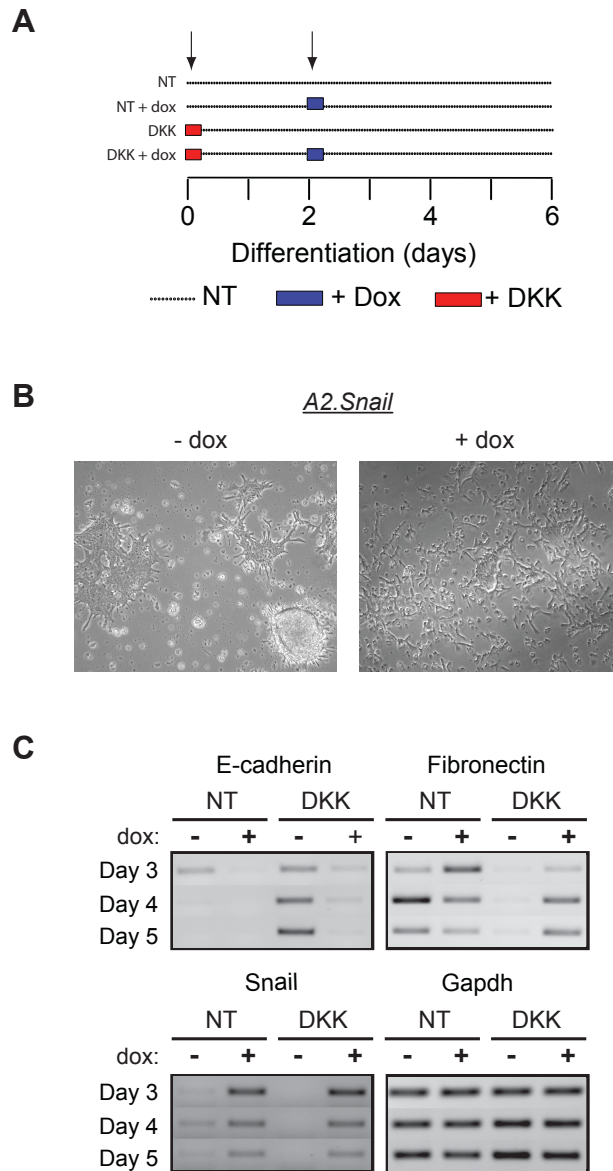 A
NT
NT + dox
DKK
DKK + dox
0 2 4 6
Differentiation (days)
NT + Dox + DKK
B
A2.Snail
- dox + dox
C
E-cadherin Fibronectin
NT DKK NT DKK
dox: - + - + - + - +
Day 3
Day 4
Day 5
Snail Gapdh
NT DKK NT DKK
dox: - + - + - + - +
Day 3
Day 4
Day 5